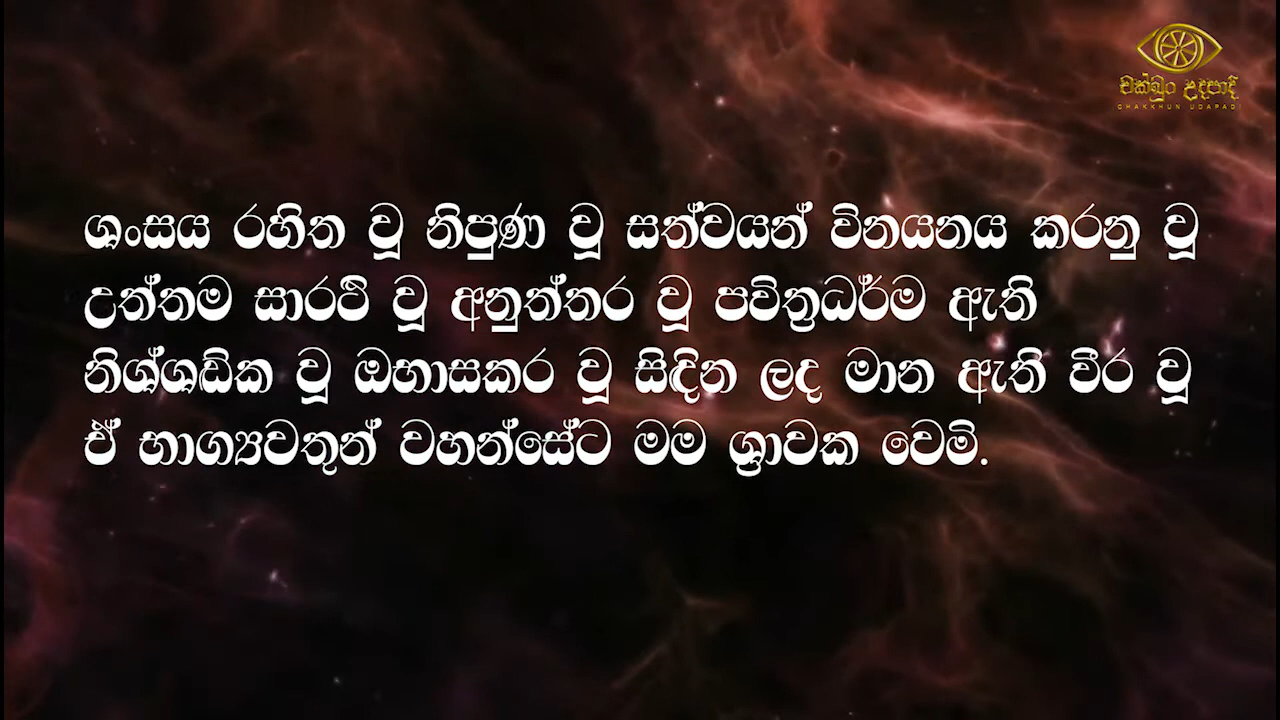 චක්ඛුං උදපාදි
CHAKKHUN UDAPADI
ශංසය රහිත වූ නිපුණ වූ සත්වයන් විනයනය කරනු වූ
උත්තම සාරථි වූ අනුත්තර වූ පවිත්‍රධර්ම ඇති
නිශ්ශඩ්ක වූ ඔභාසකර වූ සිඳින ලද මාන ඇති වීර වූ
ඒ භාග්‍යවතුන් වහන්සේට මම ශ්‍රාවක වෙමි.